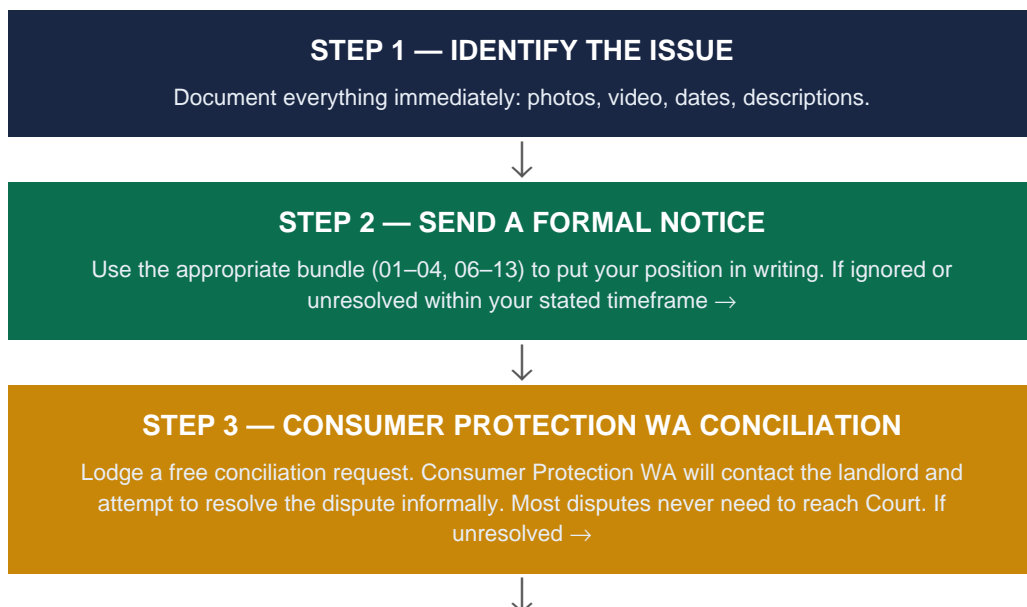 STEP 1 — IDENTIFY THE ISSUE
Document everything immediately: photos, video, dates, descriptions.
STEP 2 — SEND A FORMAL NOTICE
Use the appropriate bundle (01–04, 06–13) to put your position in writing. If ignored or
unresolved within your stated timeframe →
STEP 3 — CONSUMER PROTECTION WA CONCILIATION
Lodge a free conciliation request. Consumer Protection WA will contact the landlord and
attempt to resolve the dispute informally. Most disputes never need to reach Court. If
unresolved →